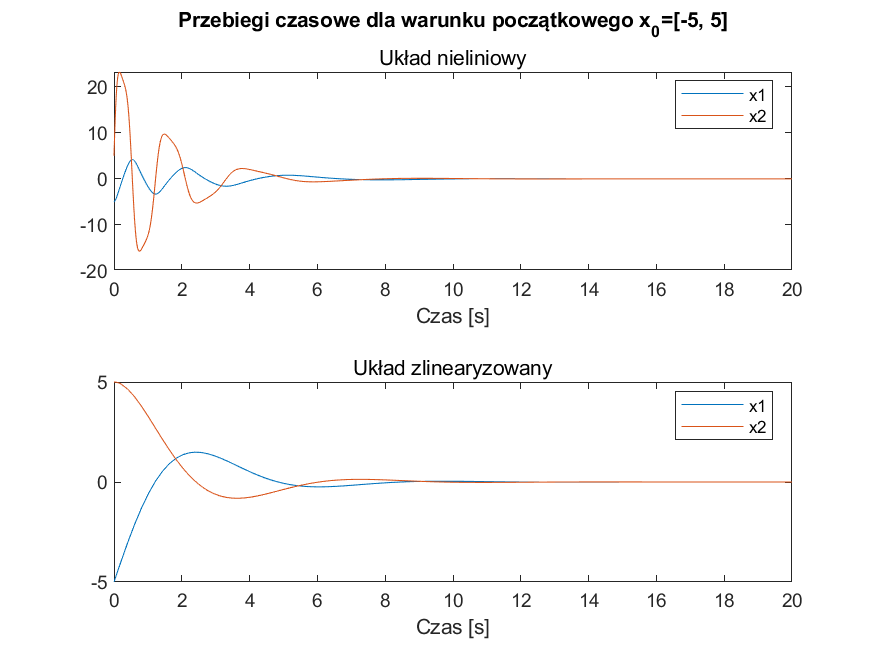 Przebiegi czasowe dla warunku początkowego x0=[-5, 5]
Układ nieliniowy
20
10
0
-10
-20
x1
x2
0 2 4 6 8 10 12 14 16 18 20
Czas [s]
Układ zlinearyzowany
5
0
-5
x1
x2
0 2 4 6 8 10 12 14 16 18 20
Czas [s]